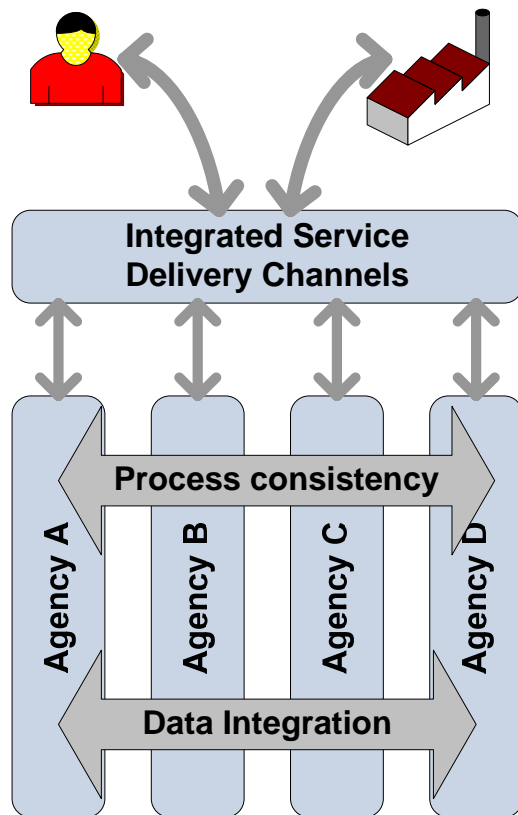 Integrated Service
Delivery Channels
Process consistency
Agency A
Agency B
Agency C
Agency D
Data Integration